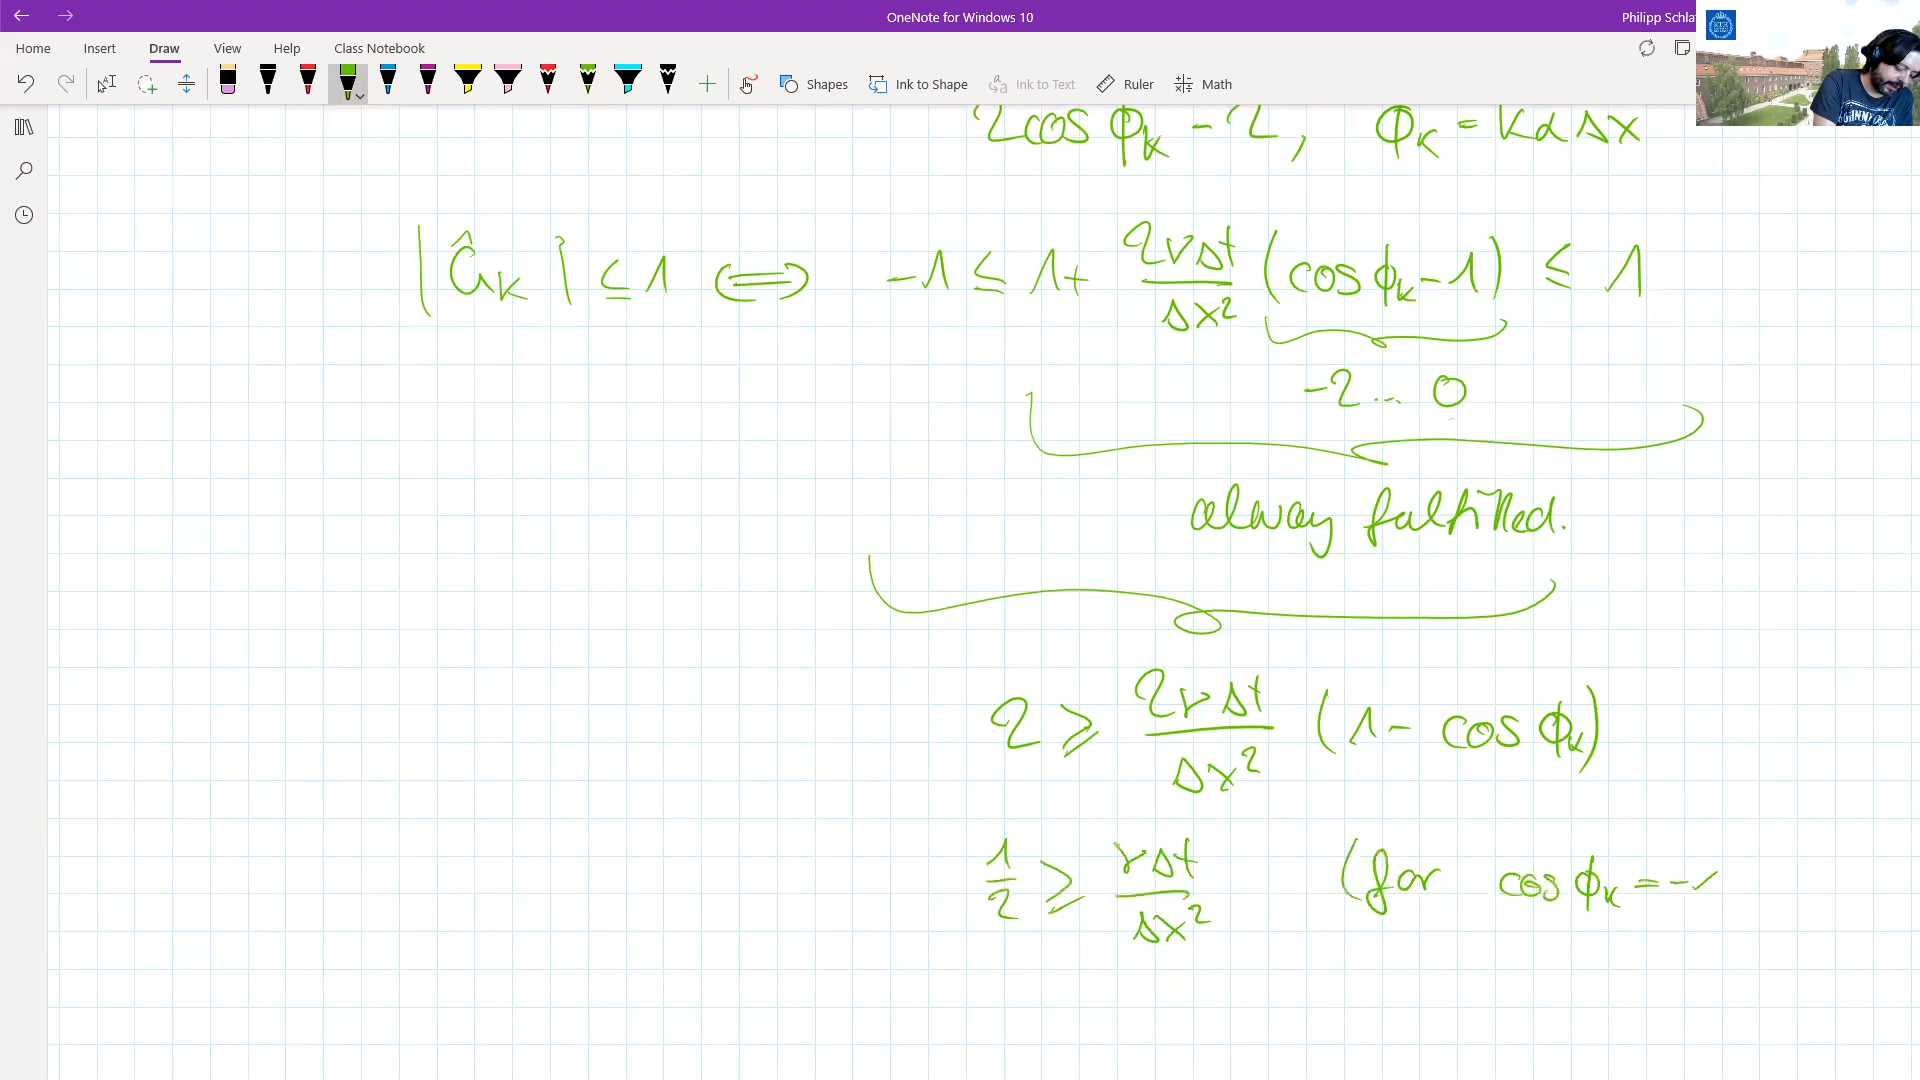 OneNote for Windows 10
Philipp Schla
Home Insert Draw View Help Class Notebook
Shapes Ink to Shape Ink to Text Ruler Math
2cos ϕₖ - 2, ϕₖ = kαΔx
|Ĝₖ| ≤ 1 ⟺ -1 ≤ 1 + 2νΔt/Δx² (cos ϕₖ - 1) ≤ 1
-2 ... 0
always fulfilled.
2 ≥ 2νΔt/Δx² (1 - cos ϕₖ)
1/2 ≥ νΔt/Δx² (for cos ϕₖ = -1